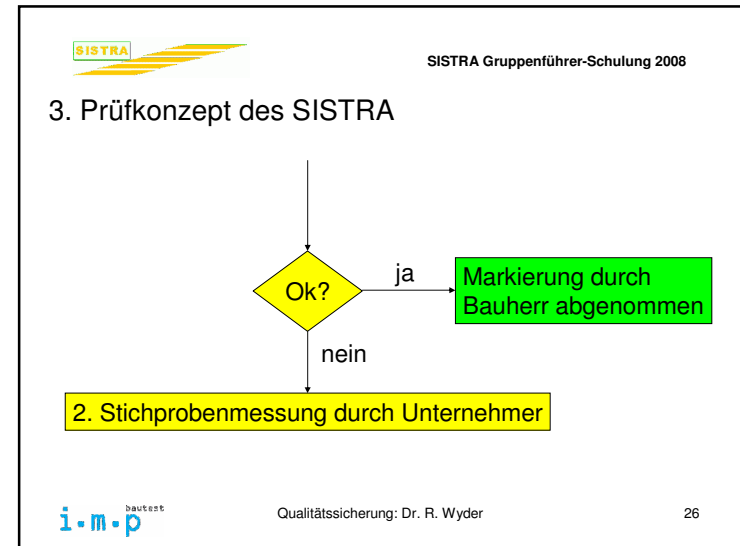 SISTRA
SISTRA Gruppenführer-Schulung 2008
3. Prüfkonzept des SISTRA
Ok?
ja
Markierung durch
Bauherr abgenommen
nein
2. Stichprobenmessung durch Unternehmer
i.m.p bautest
Qualitätssicherung: Dr. R. Wyder
26